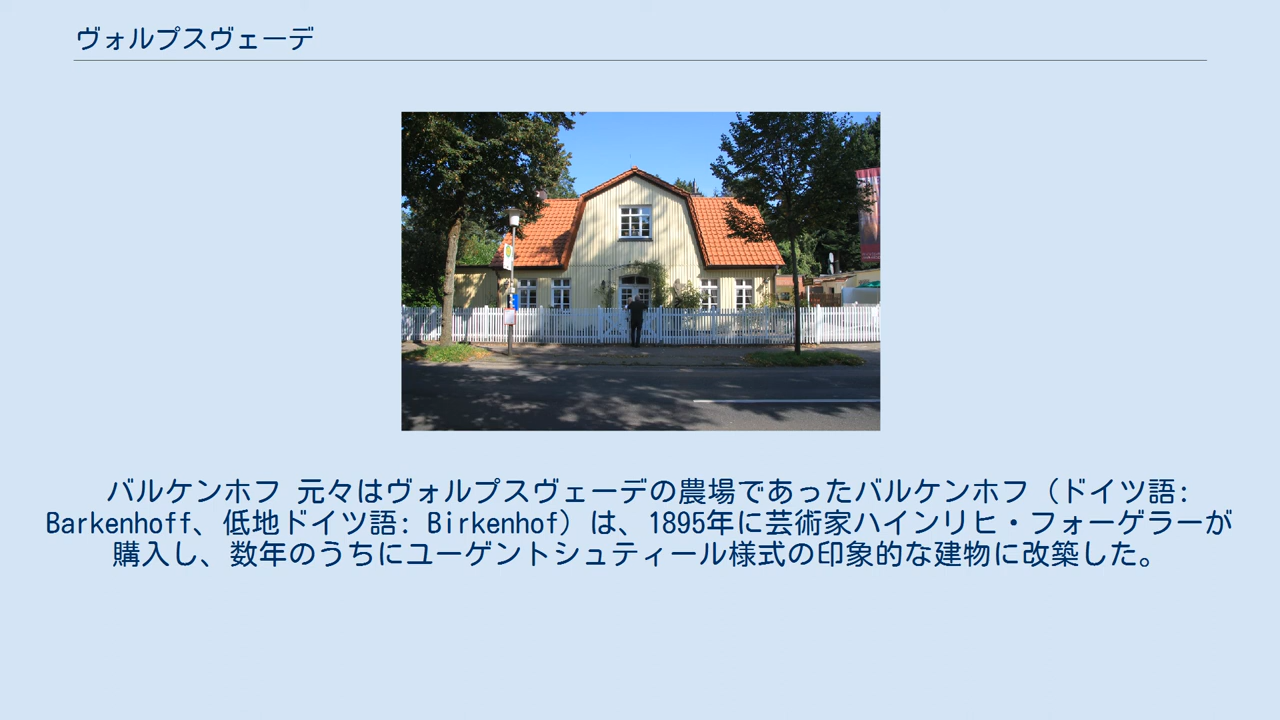 ヴォルプスヴェーデ
バルケンホフ 元々はヴォルプスヴェーデの農場であったバルケンホフ（ドイツ語:
Barkenhoff、低地ドイツ語: Birkenhof）は、1895年に芸術家ハインリヒ・フォーゲラーが
購入し、数年のうちにユーゲントシュティール様式の印象的な建物に改築した。